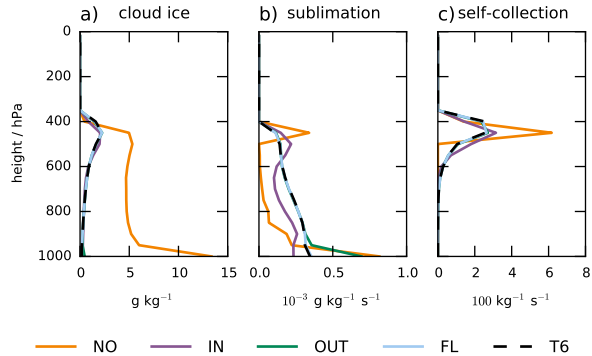 a) cloud ice
b) sublimation
c) self-collection
height / hPa
0
200
400
600
800
1000
0 5 10 15
0.0 0.5 1.0
0 2 4 6 8
g kg⁻¹
10⁻³ g kg⁻¹ s⁻¹
100 kg⁻¹ s⁻¹
NO IN OUT FL T6